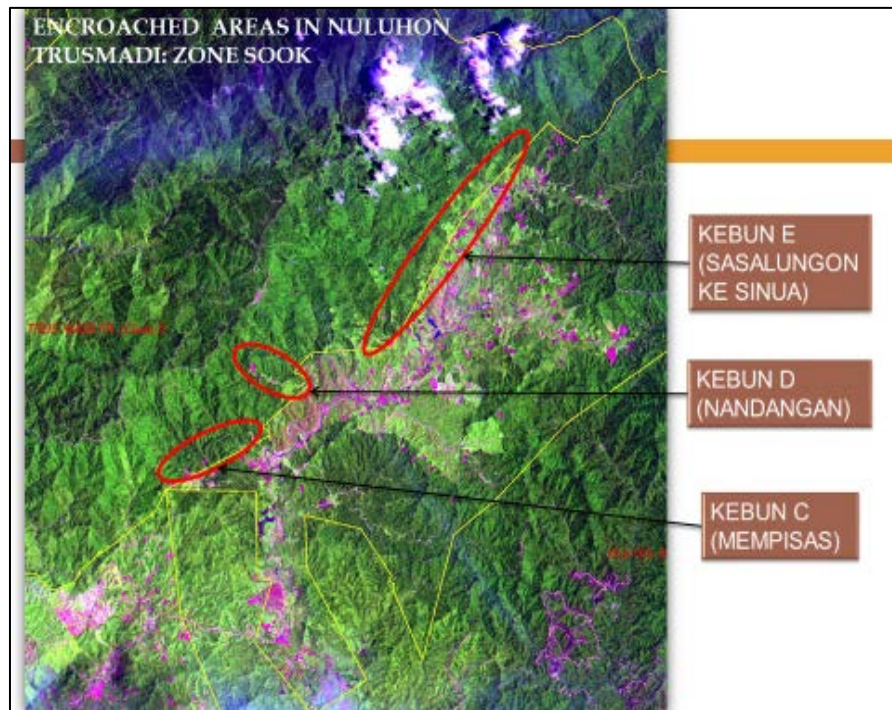 ENCROACHED AREAS IN NULUHON
TRUSMADI: ZONE SOOK
KEBUN E
(SASALUNGON
KE SINUA)
KEBUN D
(NANDANGAN)
KEBUN C
(MEMPISAS)